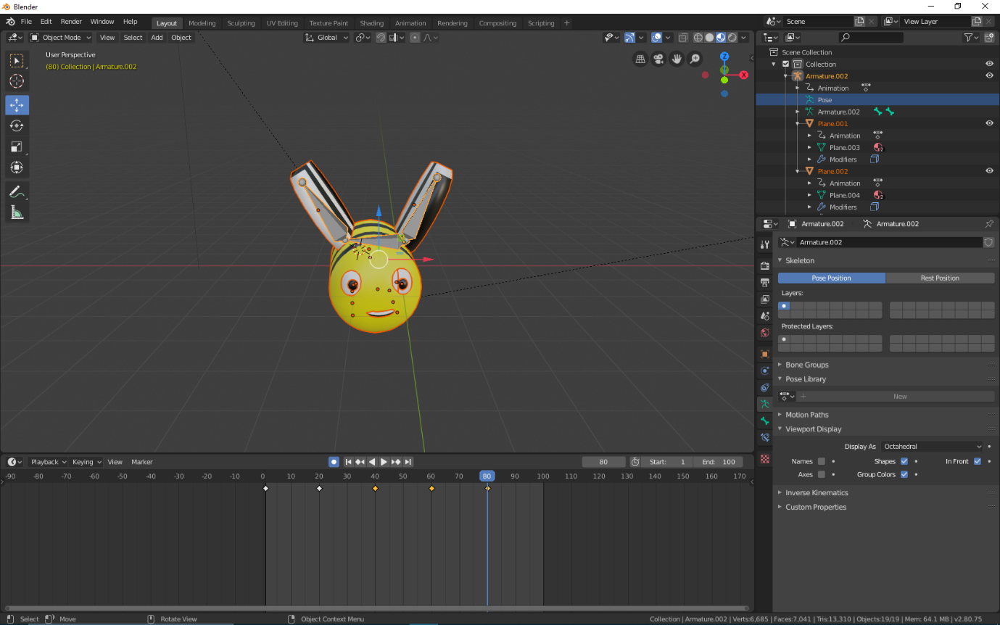 Blender
File Edit Render Window Help Layout Modeling Sculpting UV Editing Texture Paint Shading Animation Rendering Compositing Scripting + Scene View Layer
Object Mode View Select Add Object Global
User Perspective
(80) Collection | Armature.002
Z
X
Scene Collection
Collection
Armature.002
Animation
Pose
Armature.002
Plane.001
Animation
Plane.003 2
Modifiers
Plane.002
Animation
Plane.004 2
Modifiers
Armature.002 Armature.002
Armature.002
Skeleton
Pose Position Rest Position
Layers:
Protected Layers:
Bone Groups
Pose Library
+ New
Motion Paths
Viewport Display
Display As Octahedral
Names Shapes In Front
Axes Group Colors
Inverse Kinematics
Custom Properties
Playback Keying View Marker 80 Start: 1 End: 100
-90 -80 -70 -60 -50 -40 -30 -20 -10 0 10 20 30 40 50 60 70 80 90 100 110 120 130 140 150 160 170
Select Move Rotate View Object Context Menu Collection | Armature.002 | Verts:6,685 | Faces:7,041 | Tris:13,310 | Objects:19/19 | Mem: 64.1 MB | v2.80.75